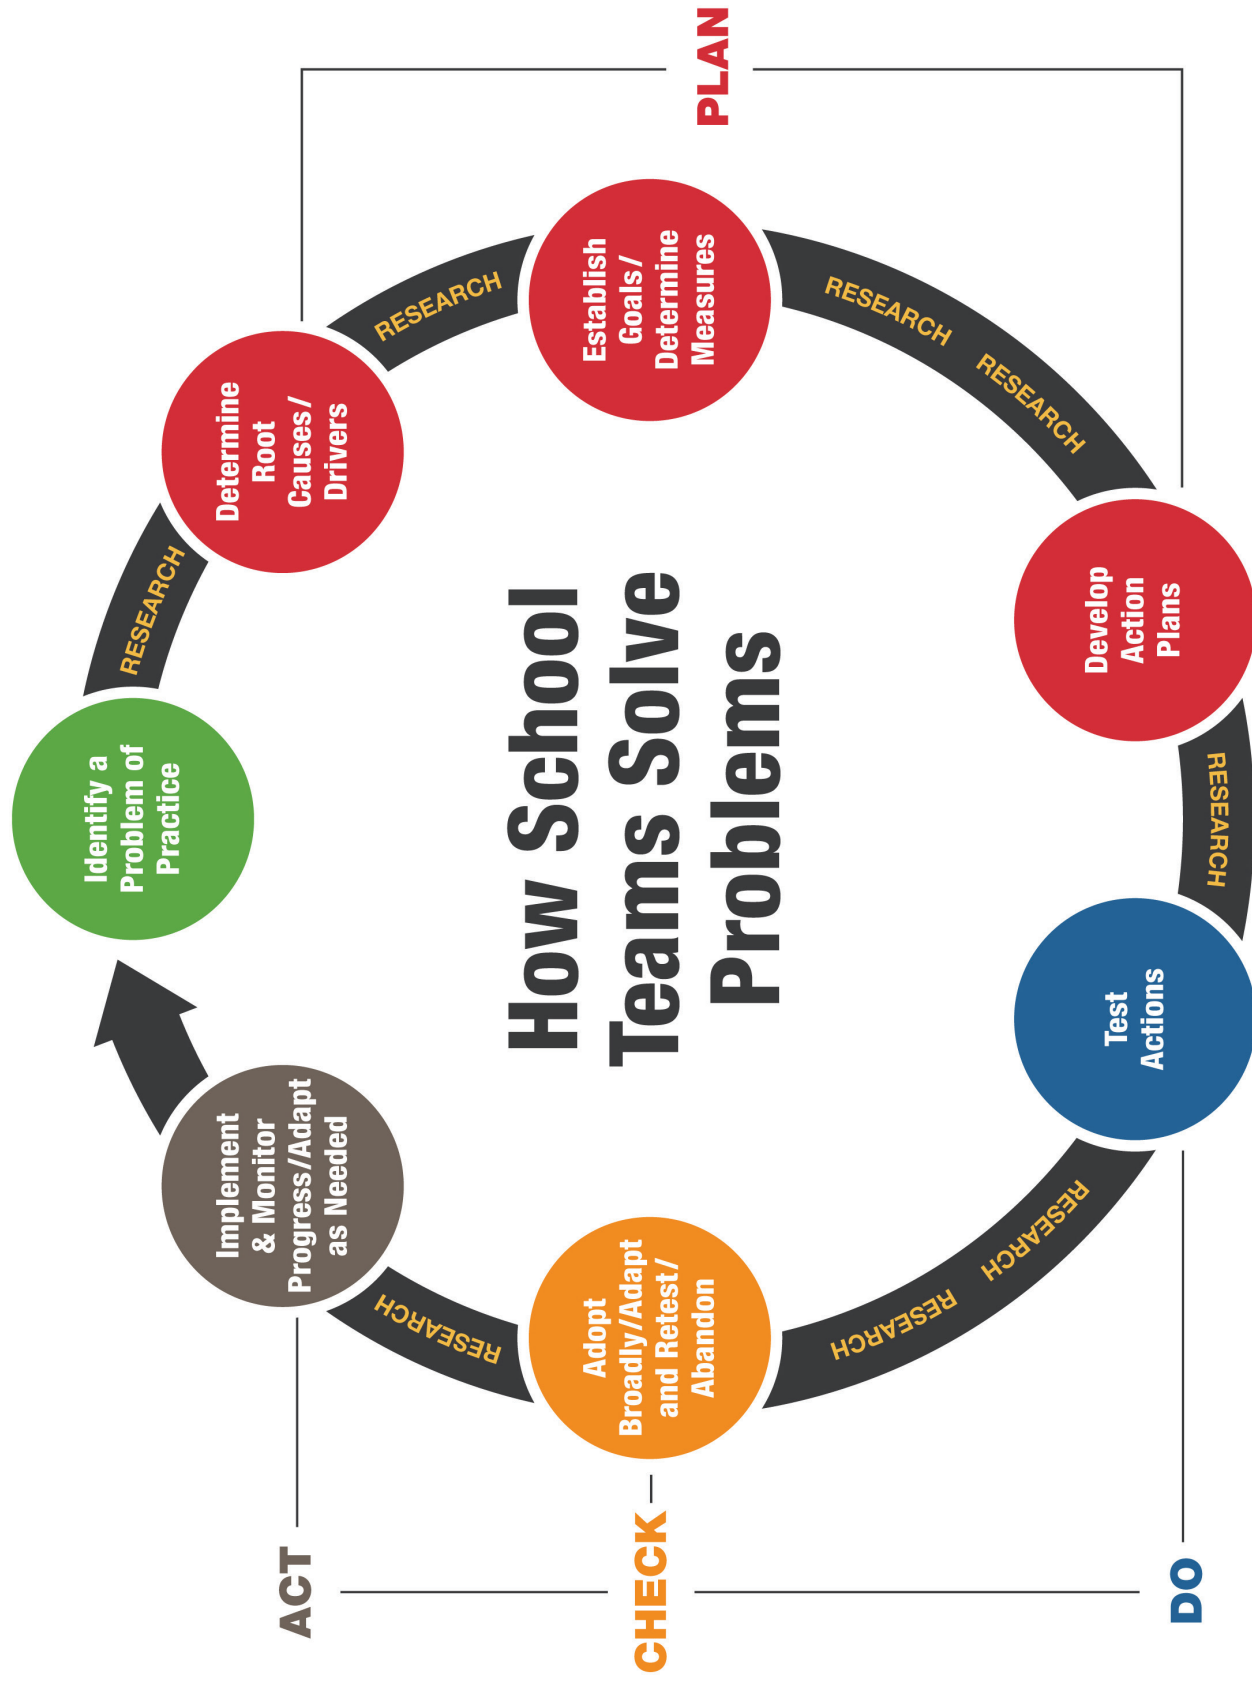 How School
Teams Solve
Problems
Identify a
Problem of
Practice
RESEARCH
Determine
Root
Causes/
Drivers
RESEARCH
Establish
Goals/
Determine
Measures
RESEARCH
RESEARCH
Develop
Action
Plans
RESEARCH
Test
Actions
RESEARCH
RESEARCH
Adopt
Broadly/Adapt
and Retest/
Abandon
RESEARCH
Implement
& Monitor
Progress/Adapt
as Needed
PLAN
DO
CHECK
ACT